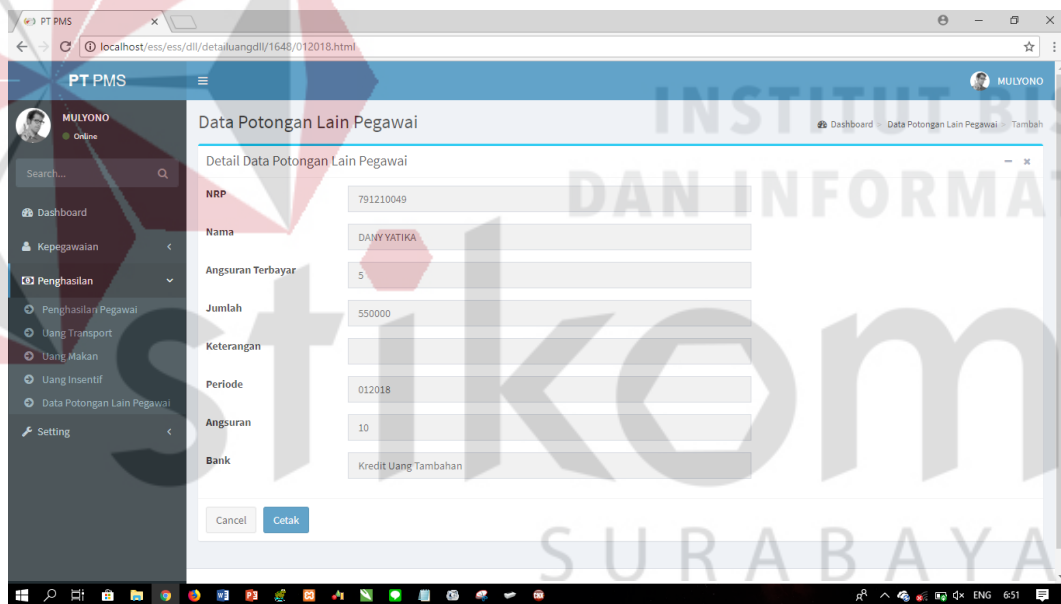 PT PMS
localhost/ess/ess/dll/detailuangdll/1648/012018.html
PT PMS
MULYONO
MULYONO
Online
Data Potongan Lain Pegawai
Dashboard > Data Potongan Lain Pegawai > Tambah
Search...
Detail Data Potongan Lain Pegawai
Dashboard
Kepegawaian
Penghasilan
Penghasilan Pegawai
Uang Transport
Uang Makan
Uang Insentif
Data Potongan Lain Pegawai
Setting
NRP
791210049
Nama
DANY YATIKA
Angsuran Terbayar
5
Jumlah
550000
Keterangan
Periode
012018
Angsuran
10
Bank
Kredit Uang Tambahan
Cancel
Cetak
INSTITUT BIS
DAN INFORMAT
stikom
SURABAYA
ENG
6:51